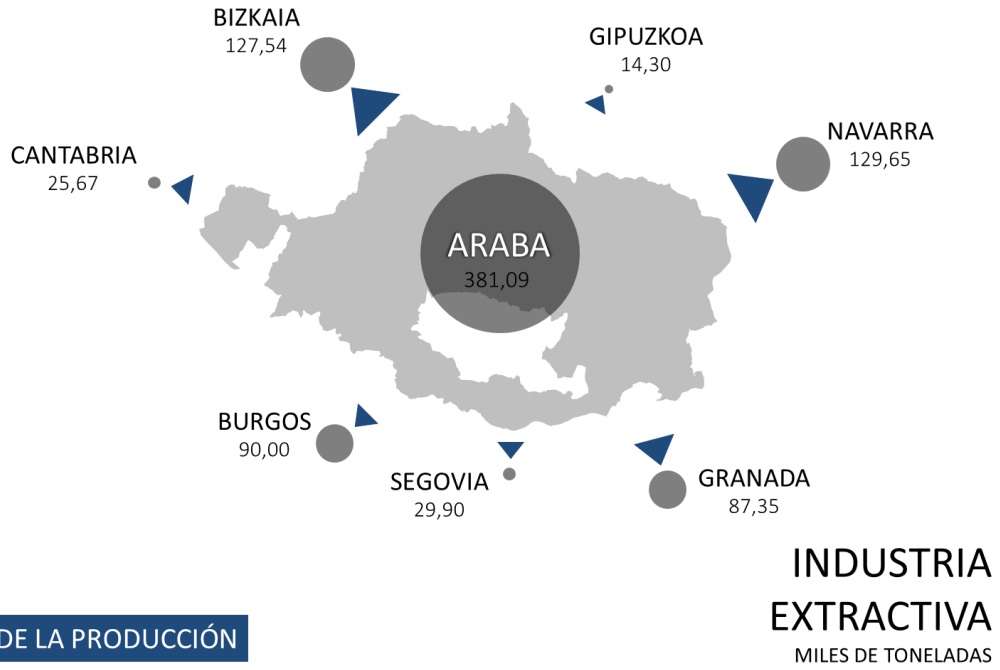 BIZKAIA
127,54
GIPUZKOA
14,30
NAVARRA
129,65
CANTABRIA
25,67
ARABA
381,09
BURGOS
90,00
SEGOVIA
29,90
GRANADA
87,35
INDUSTRIA
EXTRACTIVA
MILES DE TONELADAS
DE LA PRODUCCIÓN